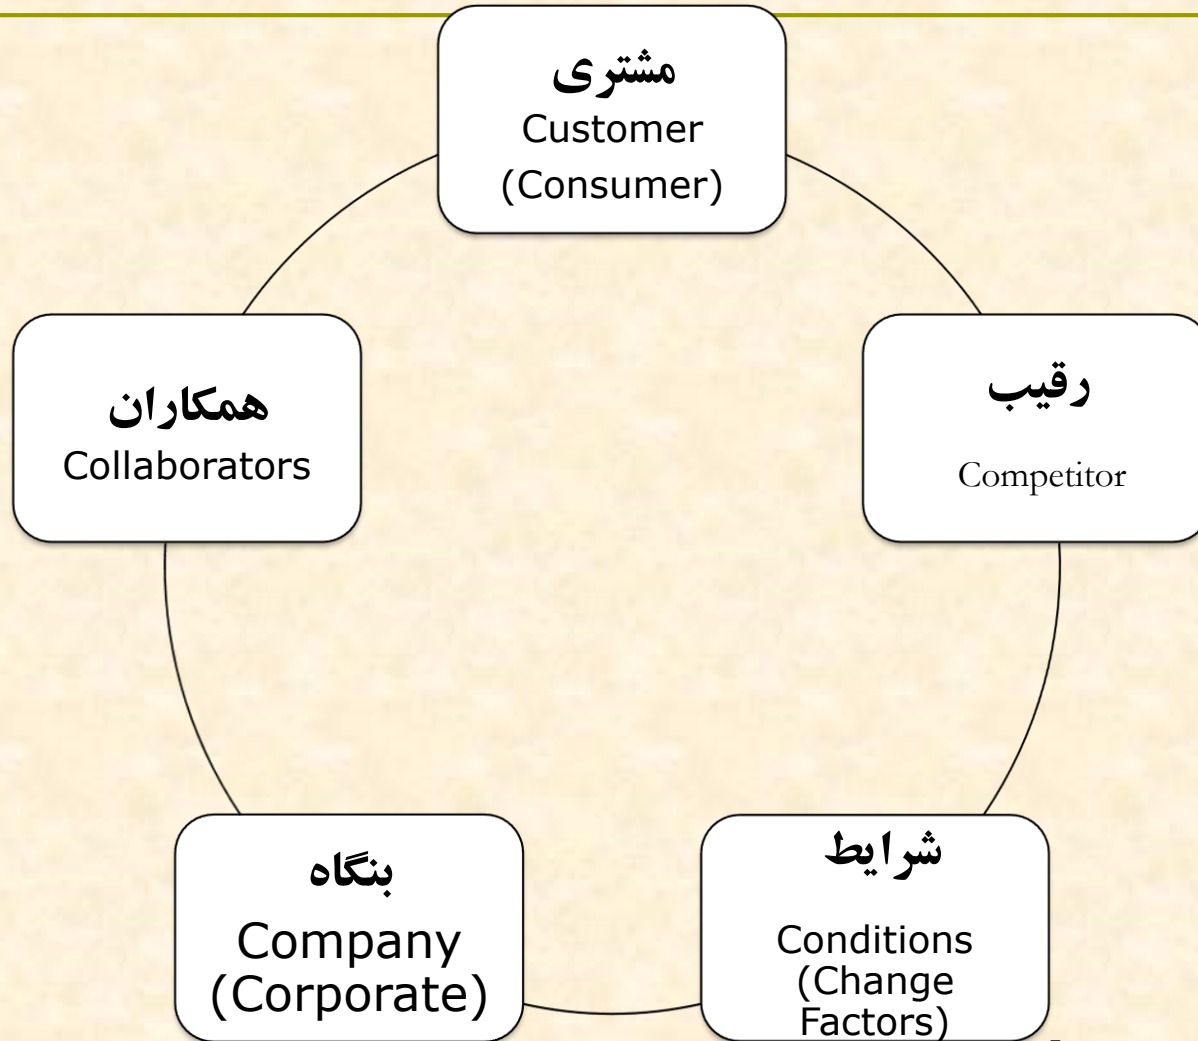 مشتری
Customer
(Consumer)
همکاران
Collaborators
رقیب
Competitor
بنگاه
Company
(Corporate)
شرایط
Conditions
(Change
Factors)